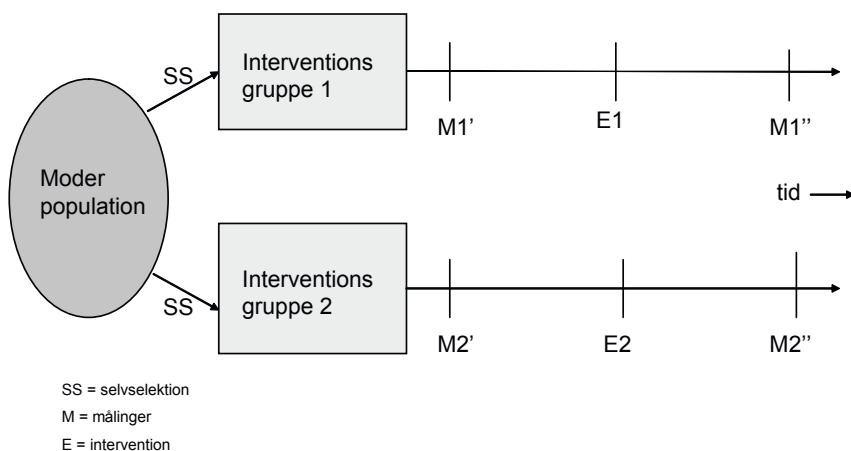 SS
Interventions
gruppe 1
M1'
E1
M1''
Moder
population
tid
SS
Interventions
gruppe 2
M2'
E2
M2''
SS = selvselektion
M = målinger
E = intervention